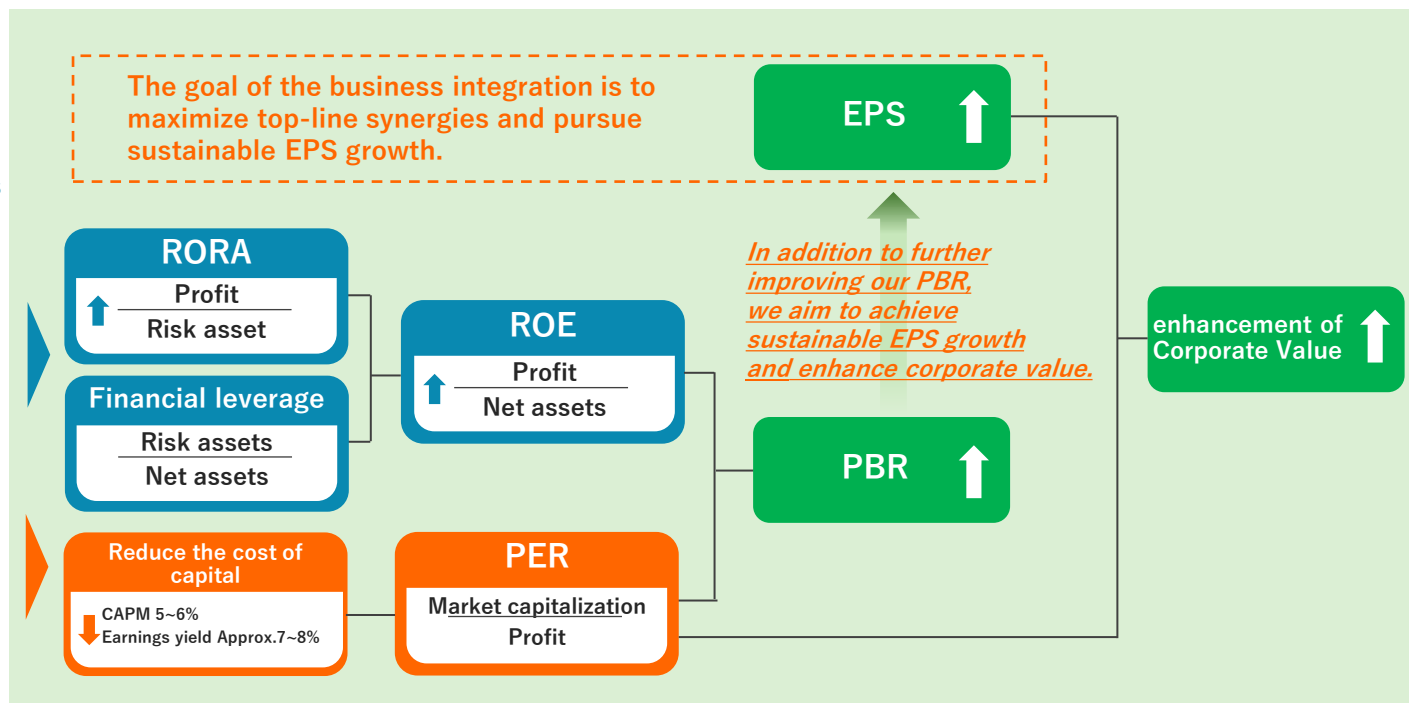 The goal of the business integration is to
maximize top-line synergies and pursue
sustainable EPS growth.
EPS
RORA
Profit
Risk asset
Financial leverage
Risk assets
Net assets
ROE
Profit
Net assets
In addition to further
improving our PBR,
we aim to achieve
sustainable EPS growth
and enhance corporate value.
enhancement of
Corporate Value
PBR
Reduce the cost of
capital
CAPM 5~6%
Earnings yield Approx.7~8%
PER
Market capitalization
Profit